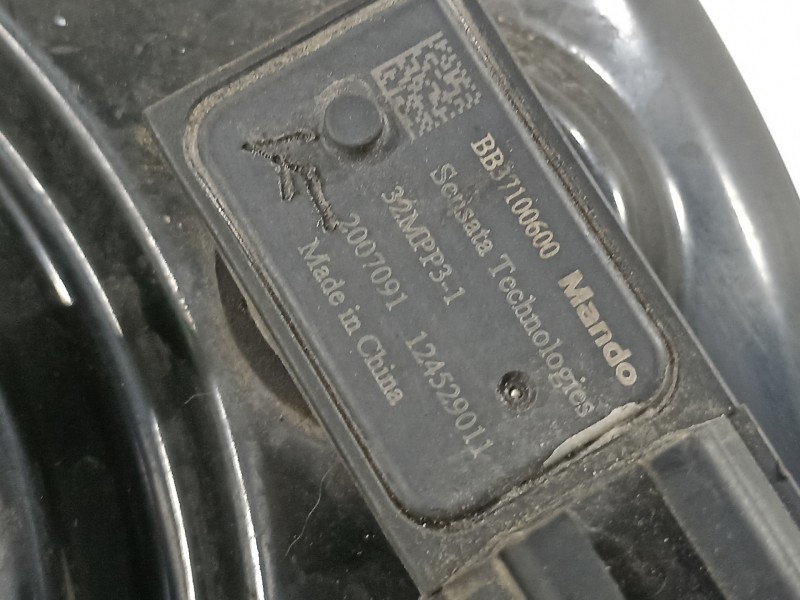 BB37100600 Mando
Sensata Technologies
32MPP3-1
2007091 124529011
Made in China